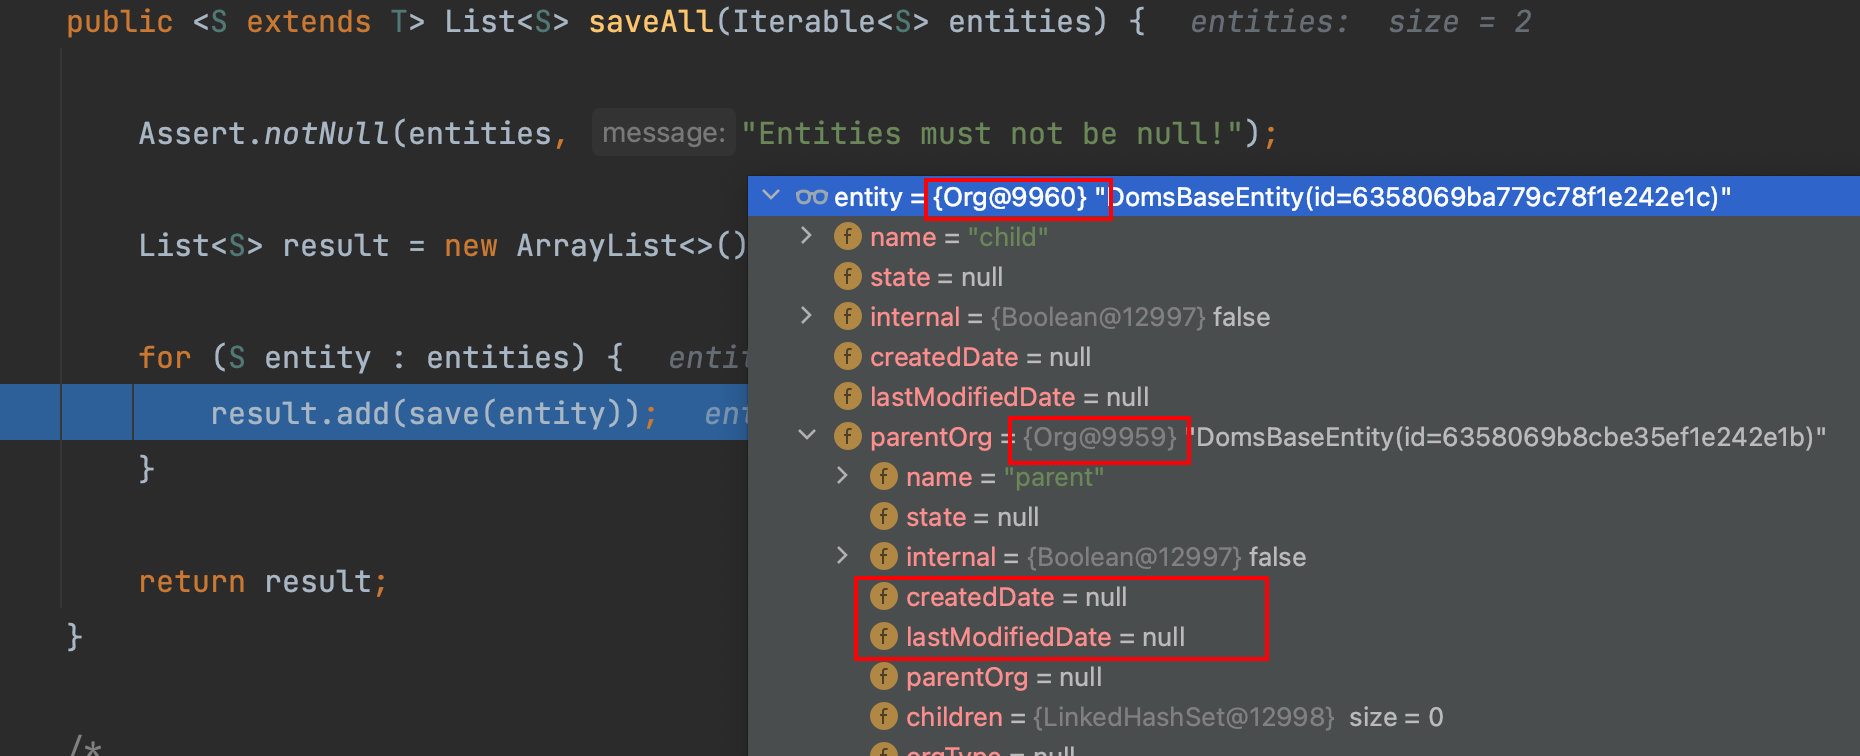 public <S extends T> List<S> saveAll(Iterable<S> entities) {  entities:  size = 2
Assert.notNull(entities, message: "Entities must not be null!");
List<S> result = new ArrayList<>()
for (S entity : entities) {
result.add(save(entity));
}
return result;
}
/*
entity = {Org@9960} "DomsBaseEntity(id=6358069ba779c78f1e242e1c)"
name = "child"
state = null
internal = {Boolean@12997} false
createdDate = null
lastModifiedDate = null
parentOrg = {Org@9959} "DomsBaseEntity(id=6358069b8cbe35ef1e242e1b)"
name = "parent"
state = null
internal = {Boolean@12997} false
createdDate = null
lastModifiedDate = null
parentOrg = null
children = {LinkedHashSet@12998} size = 0
orgType = null